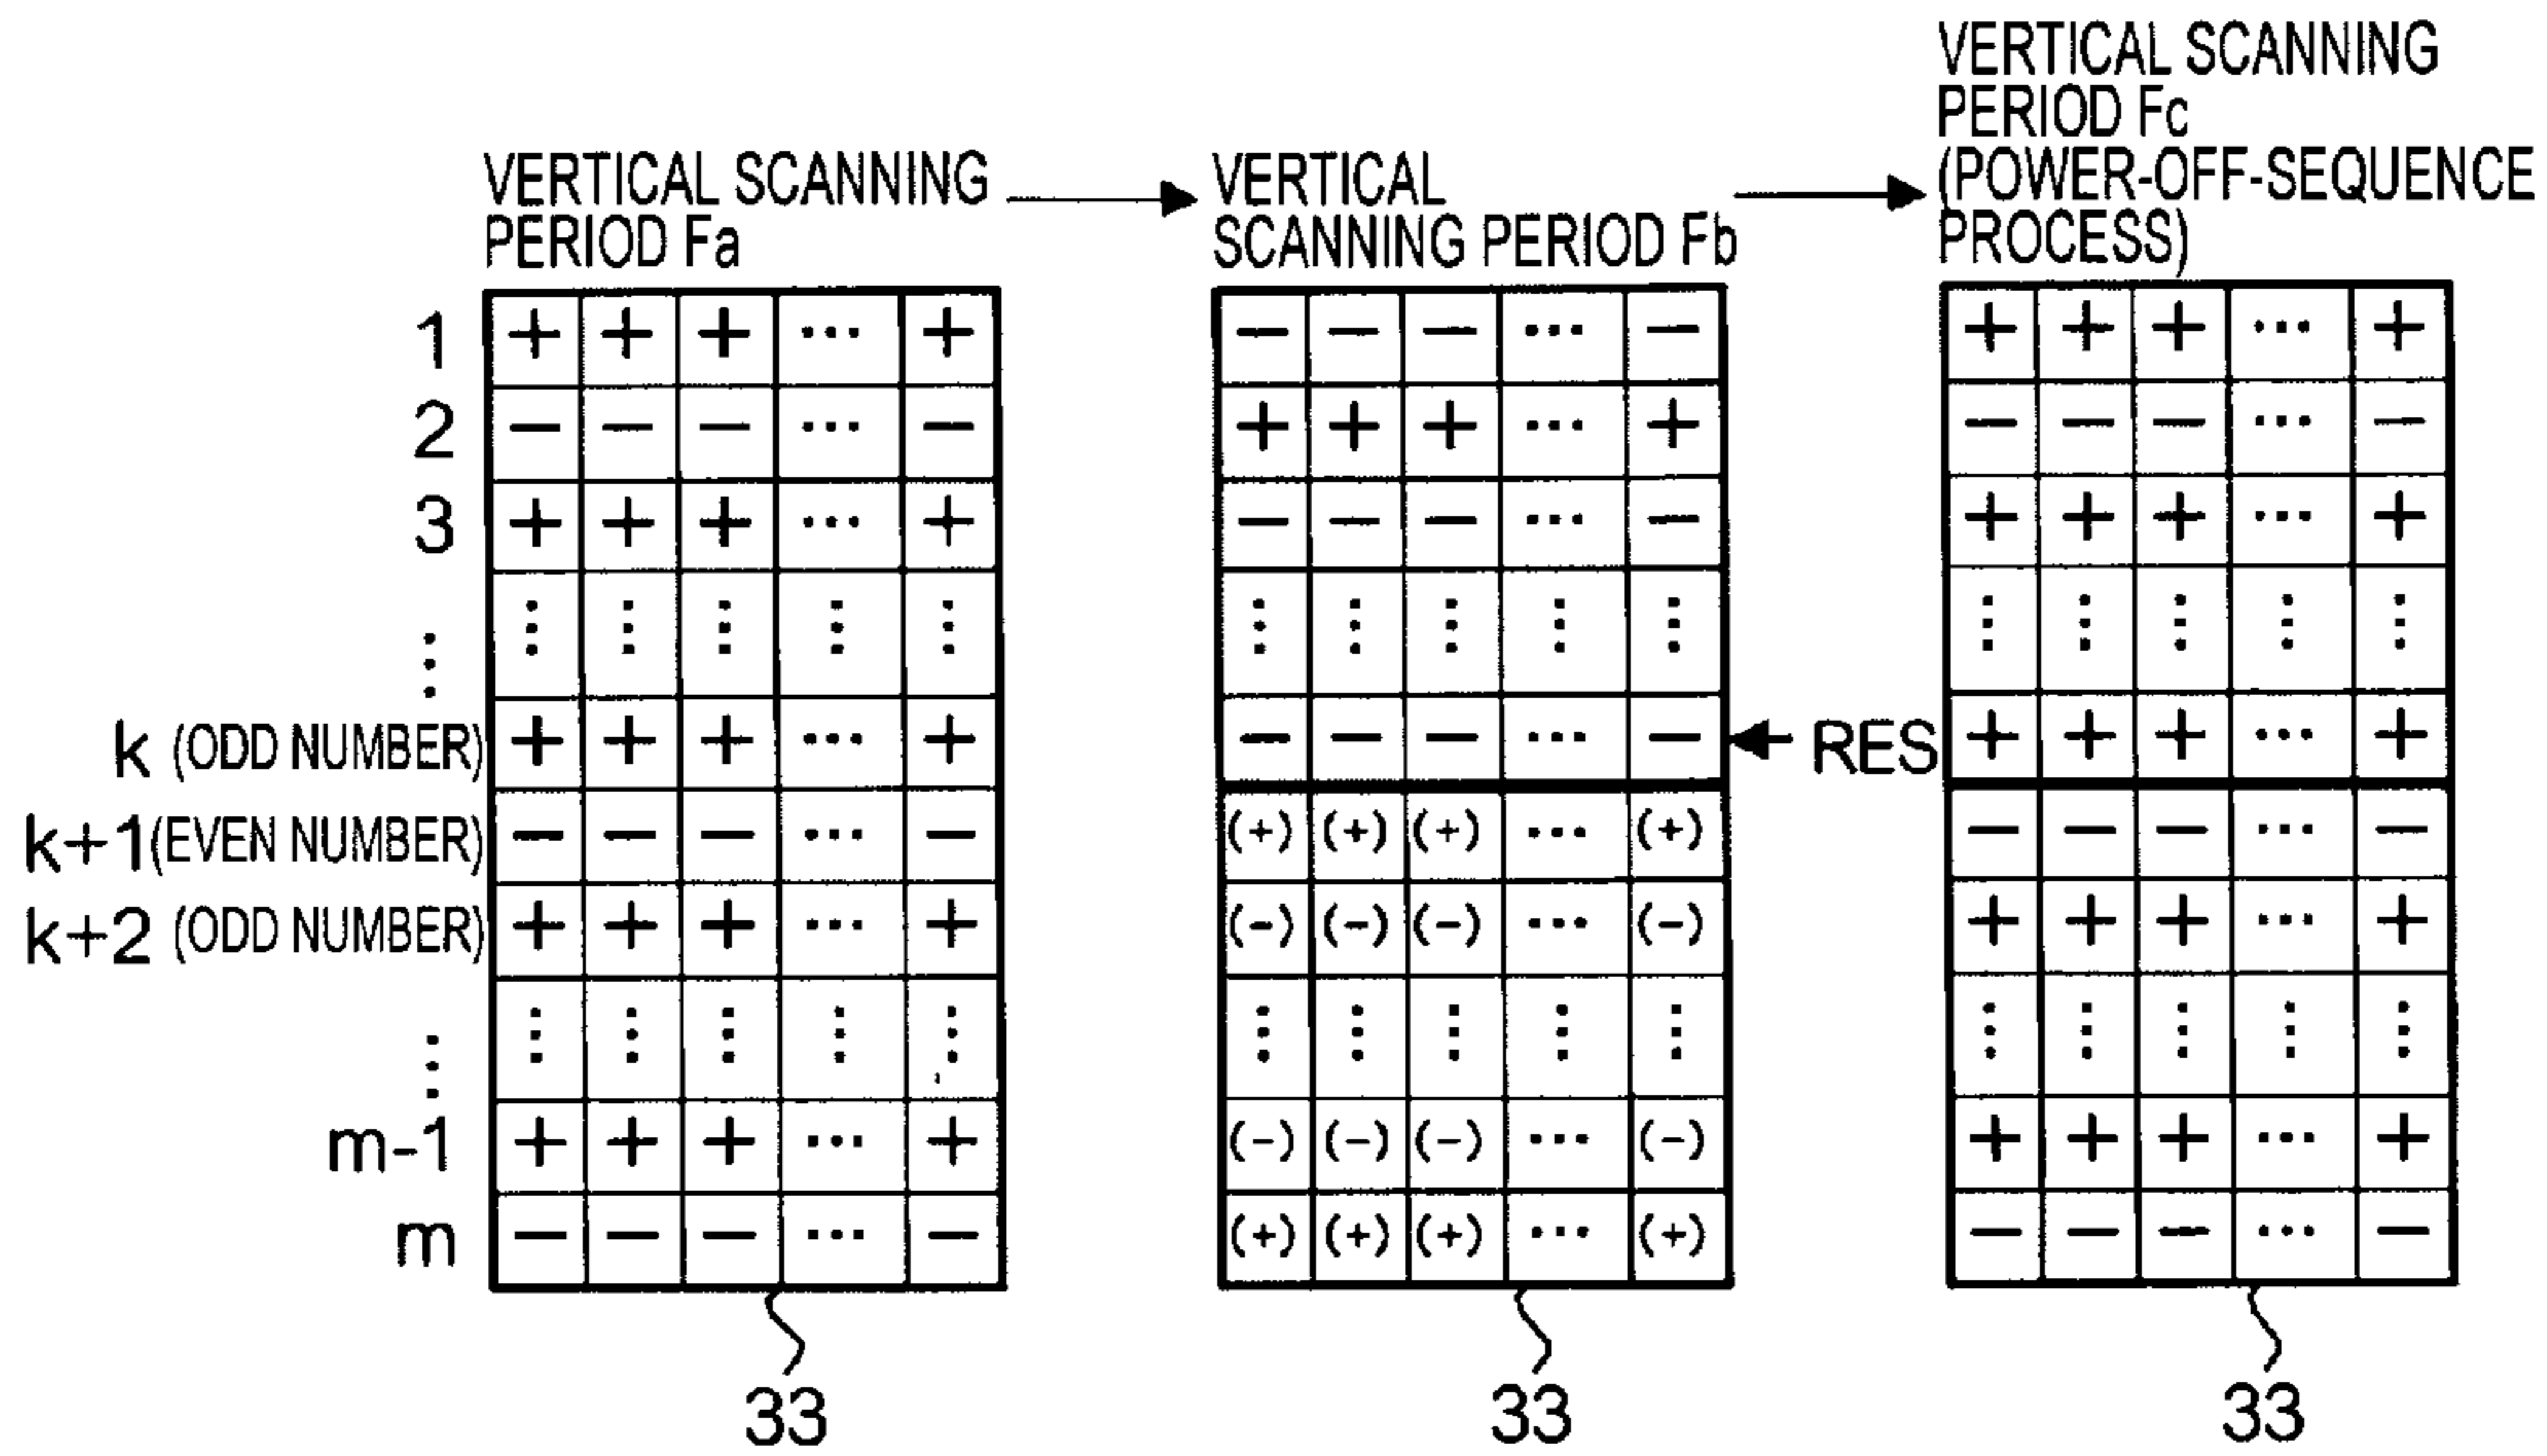 VERTICAL SCANNING
PERIOD Fa
VERTICAL
SCANNING PERIOD Fb
VERTICAL SCANNING
PERIOD Fc
(POWER-OFF-SEQUENCE
PROCESS)
1 + + + ... + − − − ... − + + + ... +
2 − − − ... − + + + ... + − − − ... −
3 + + + ... + − − − ... − + + + ... +
⋮ ⋮ ⋮ ⋮ ⋮ ⋮ ⋮ ⋮ ⋮ ⋮ ⋮ ⋮ ⋮ ⋮ ⋮ ⋮
k (ODD NUMBER) + + + ... + − − − ... − RES + + + ... +
k+1 (EVEN NUMBER) − − − ... − (+) (+) (+) ... (+) − − − ... −
k+2 (ODD NUMBER) + + + ... + (−) (−) (−) ... (−) + + + ... +
⋮ ⋮ ⋮ ⋮ ⋮ ⋮ ⋮ ⋮ ⋮ ⋮ ⋮ ⋮ ⋮ ⋮ ⋮ ⋮
m-1 + + + ... + (−) (−) (−) ... (−) + + + ... +
m − − − ... − (+) (+) (+) ... (+) − − − ... −
33 33 33